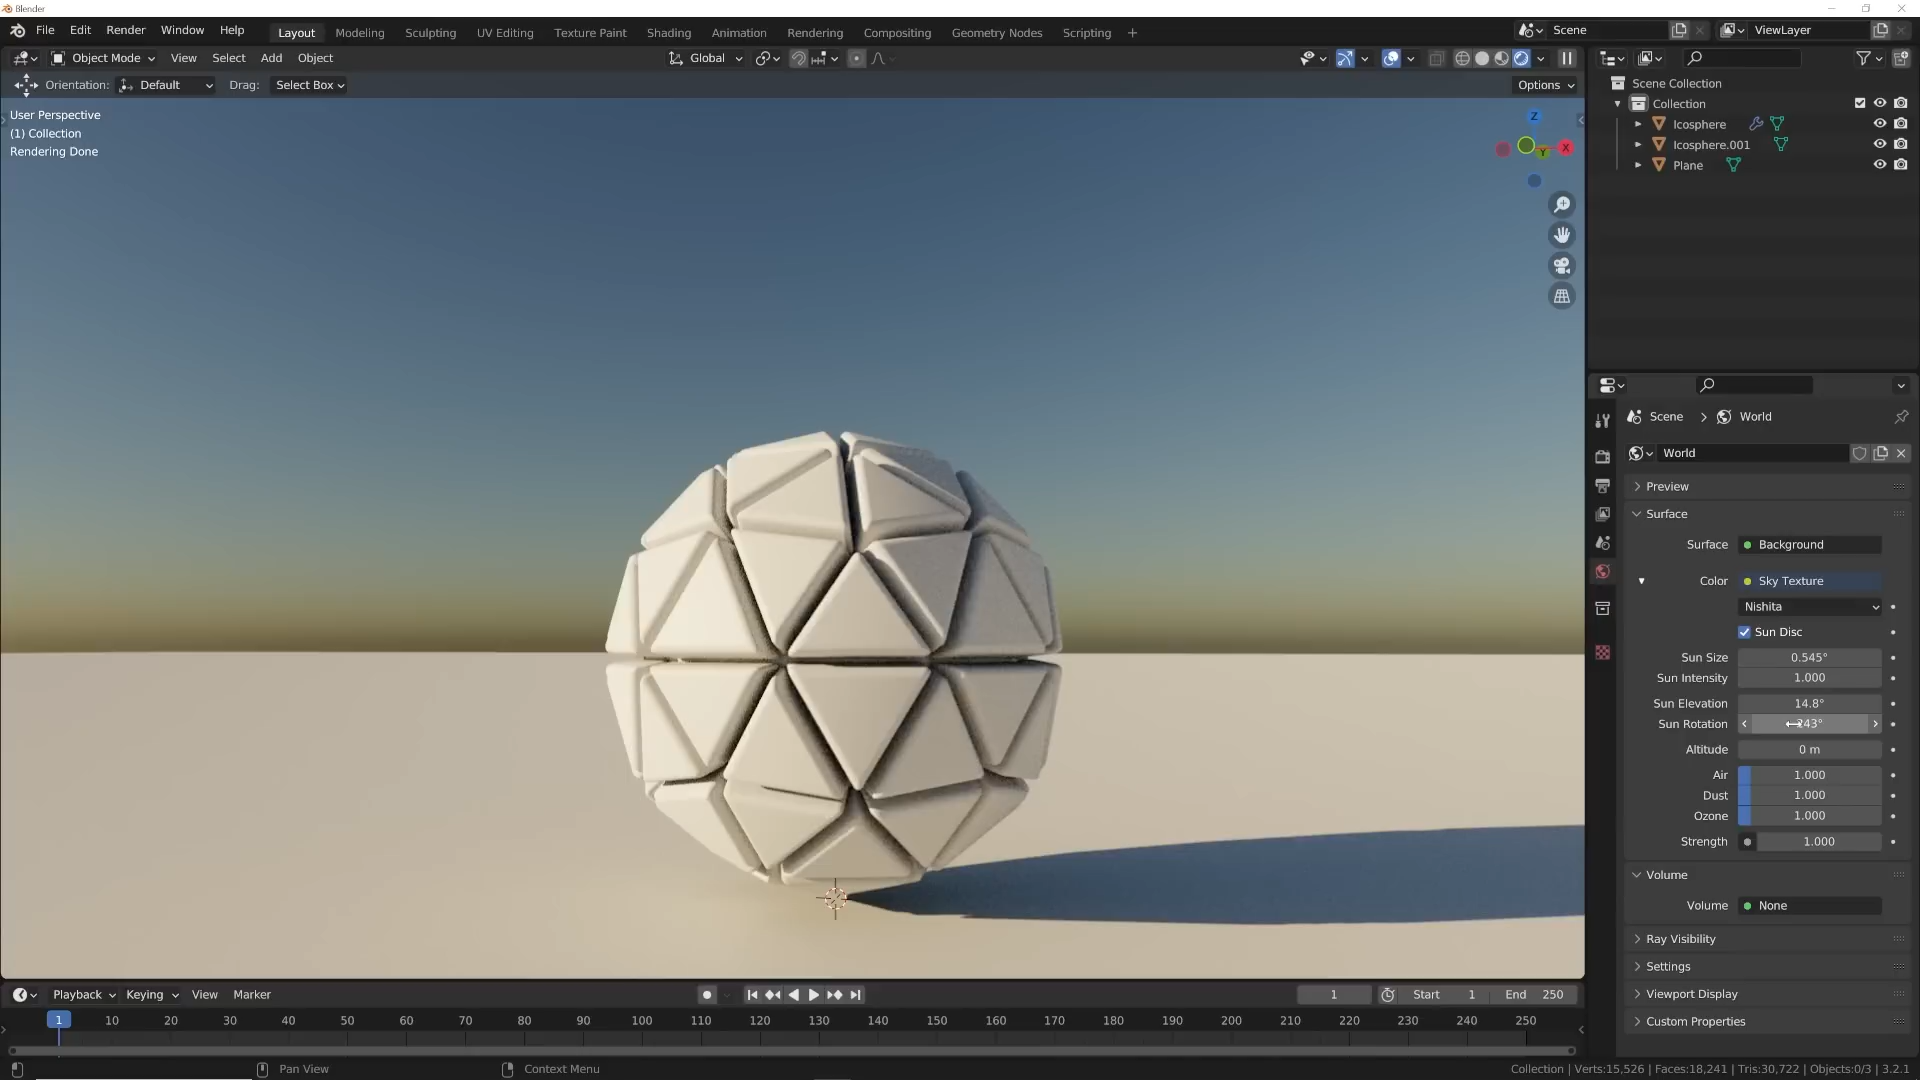 Blender
File Edit Render Window Help
Layout Modeling Sculpting UV Editing Texture Paint Shading Animation Rendering Compositing Geometry Nodes Scripting +
Scene
ViewLayer
Object Mode View Select Add Object
Global
Orientation: Default Drag: Select Box
Options
User Perspective
(1) Collection
Rendering Done
Z
Y
X
Scene Collection
Collection
Icosphere
Icosphere.001
Plane
Scene > World
World
Preview
Surface
Surface Background
Color Sky Texture
Nishita
Sun Disc
Sun Size 0.545°
Sun Intensity 1.000
Sun Elevation 14.8°
Sun Rotation
Altitude 0 m
Air 1.000
Dust 1.000
Ozone 1.000
Strength 1.000
Volume
Volume None
Ray Visibility
Settings
Viewport Display
Custom Properties
Playback Keying View Marker
1
Start 1
End 250
1 10 20 30 40 50 60 70 80 90 100 110 120 130 140 150 160 170 180 190 200 210 220 230 240 250
Pan View
Context Menu
Collection | Verts:15,526 | Faces:18,241 | Tris:30,722 | Objects:0/3 | 3.2.1